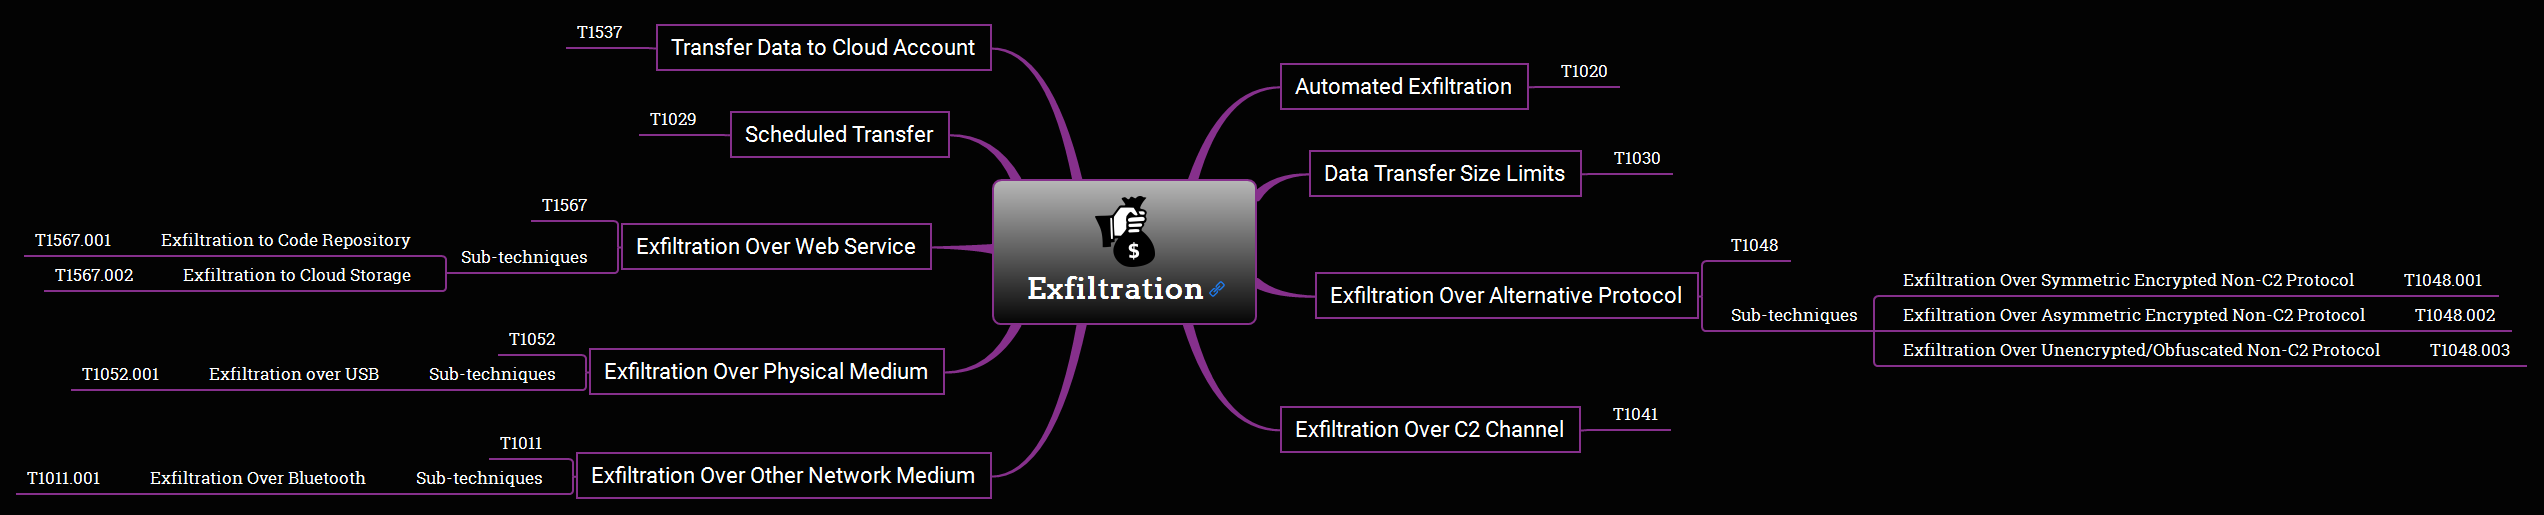 Exfiltration
Transfer Data to Cloud Account
T1537
Scheduled Transfer
T1029
Exfiltration Over Web Service
T1567
Sub-techniques
Exfiltration to Code Repository
T1567.001
Exfiltration to Cloud Storage
T1567.002
Exfiltration Over Physical Medium
T1052
Sub-techniques
Exfiltration over USB
T1052.001
Exfiltration Over Other Network Medium
T1011
Sub-techniques
Exfiltration Over Bluetooth
T1011.001
Automated Exfiltration
T1020
Data Transfer Size Limits
T1030
Exfiltration Over Alternative Protocol
T1048
Sub-techniques
Exfiltration Over Symmetric Encrypted Non-C2 Protocol
T1048.001
Exfiltration Over Asymmetric Encrypted Non-C2 Protocol
T1048.002
Exfiltration Over Unencrypted/Obfuscated Non-C2 Protocol
T1048.003
Exfiltration Over C2 Channel
T1041
$